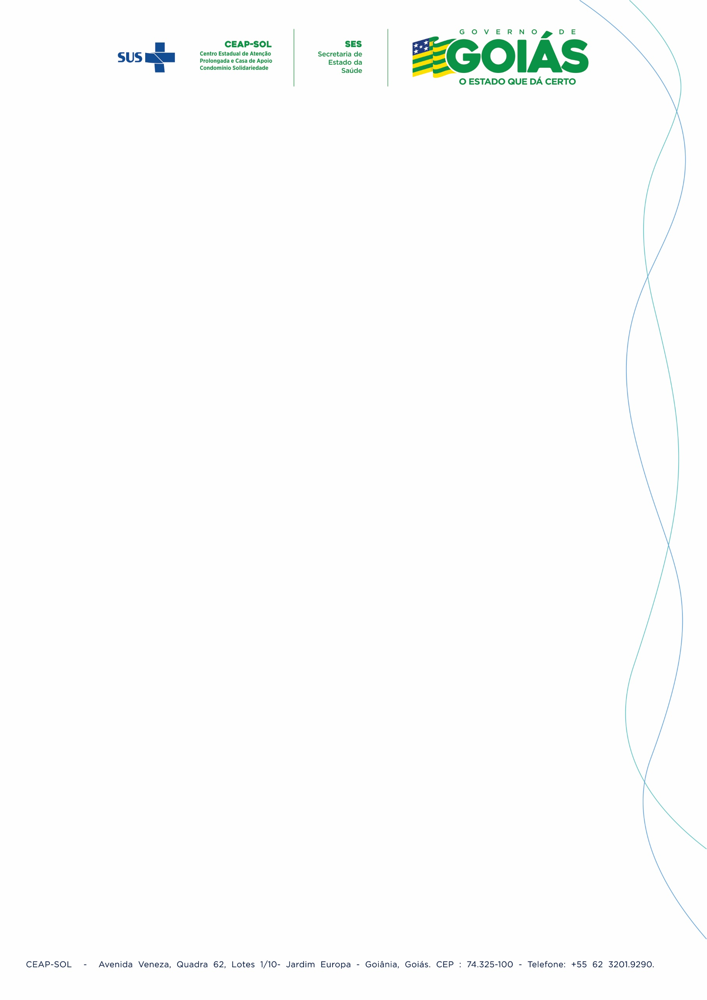 SUS
CEAP-SOL
Centro Estadual de Atenção
Prolongada e Casa de Apoio
Condomínio Solidariedade
SES
Secretaria de
Estado da
Saúde
GOVERNO DE
GOIÁS
O ESTADO QUE DÁ CERTO
CEAP-SOL - Avenida Veneza, Quadra 62, Lotes 1/10- Jardim Europa - Goiânia, Goiás. CEP : 74.325-100 - Telefone: +55 62 3201.9290.